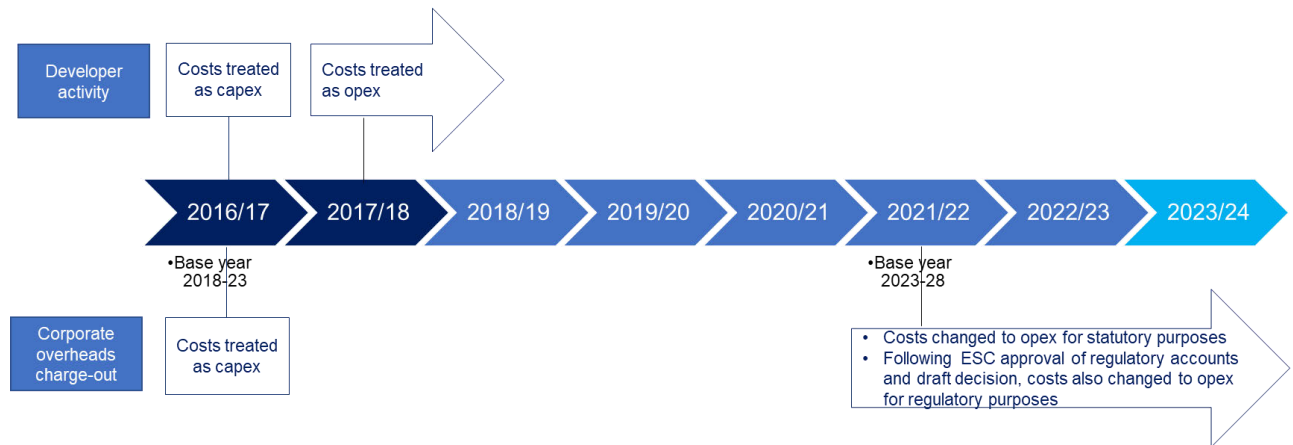 Developer
activity
Costs treated
as capex
Costs treated
as opex
2016/17
2017/18
2018/19
2019/20
2020/21
2021/22
2022/23
2023/24
•Base year
2018-23
•Base year
2023-28
Corporate
overheads
charge-out
Costs treated
as capex
• Costs changed to opex for statutory purposes
• Following ESC approval of regulatory accounts
and draft decision, costs also changed to opex
for regulatory purposes